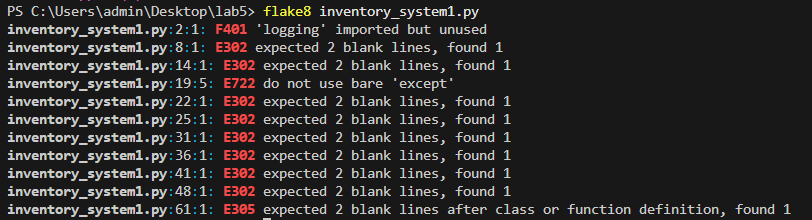 PS C:\Users\admin\Desktop\lab5> flake8 inventory_system1.py
inventory_system1.py:2:1: F401 'logging' imported but unused
inventory_system1.py:8:1: E302 expected 2 blank lines, found 1
inventory_system1.py:14:1: E302 expected 2 blank lines, found 1
inventory_system1.py:19:5: E722 do not use bare 'except'
inventory_system1.py:22:1: E302 expected 2 blank lines, found 1
inventory_system1.py:25:1: E302 expected 2 blank lines, found 1
inventory_system1.py:31:1: E302 expected 2 blank lines, found 1
inventory_system1.py:36:1: E302 expected 2 blank lines, found 1
inventory_system1.py:41:1: E302 expected 2 blank lines, found 1
inventory_system1.py:48:1: E302 expected 2 blank lines, found 1
inventory_system1.py:61:1: E305 expected 2 blank lines after class or function definition, found 1